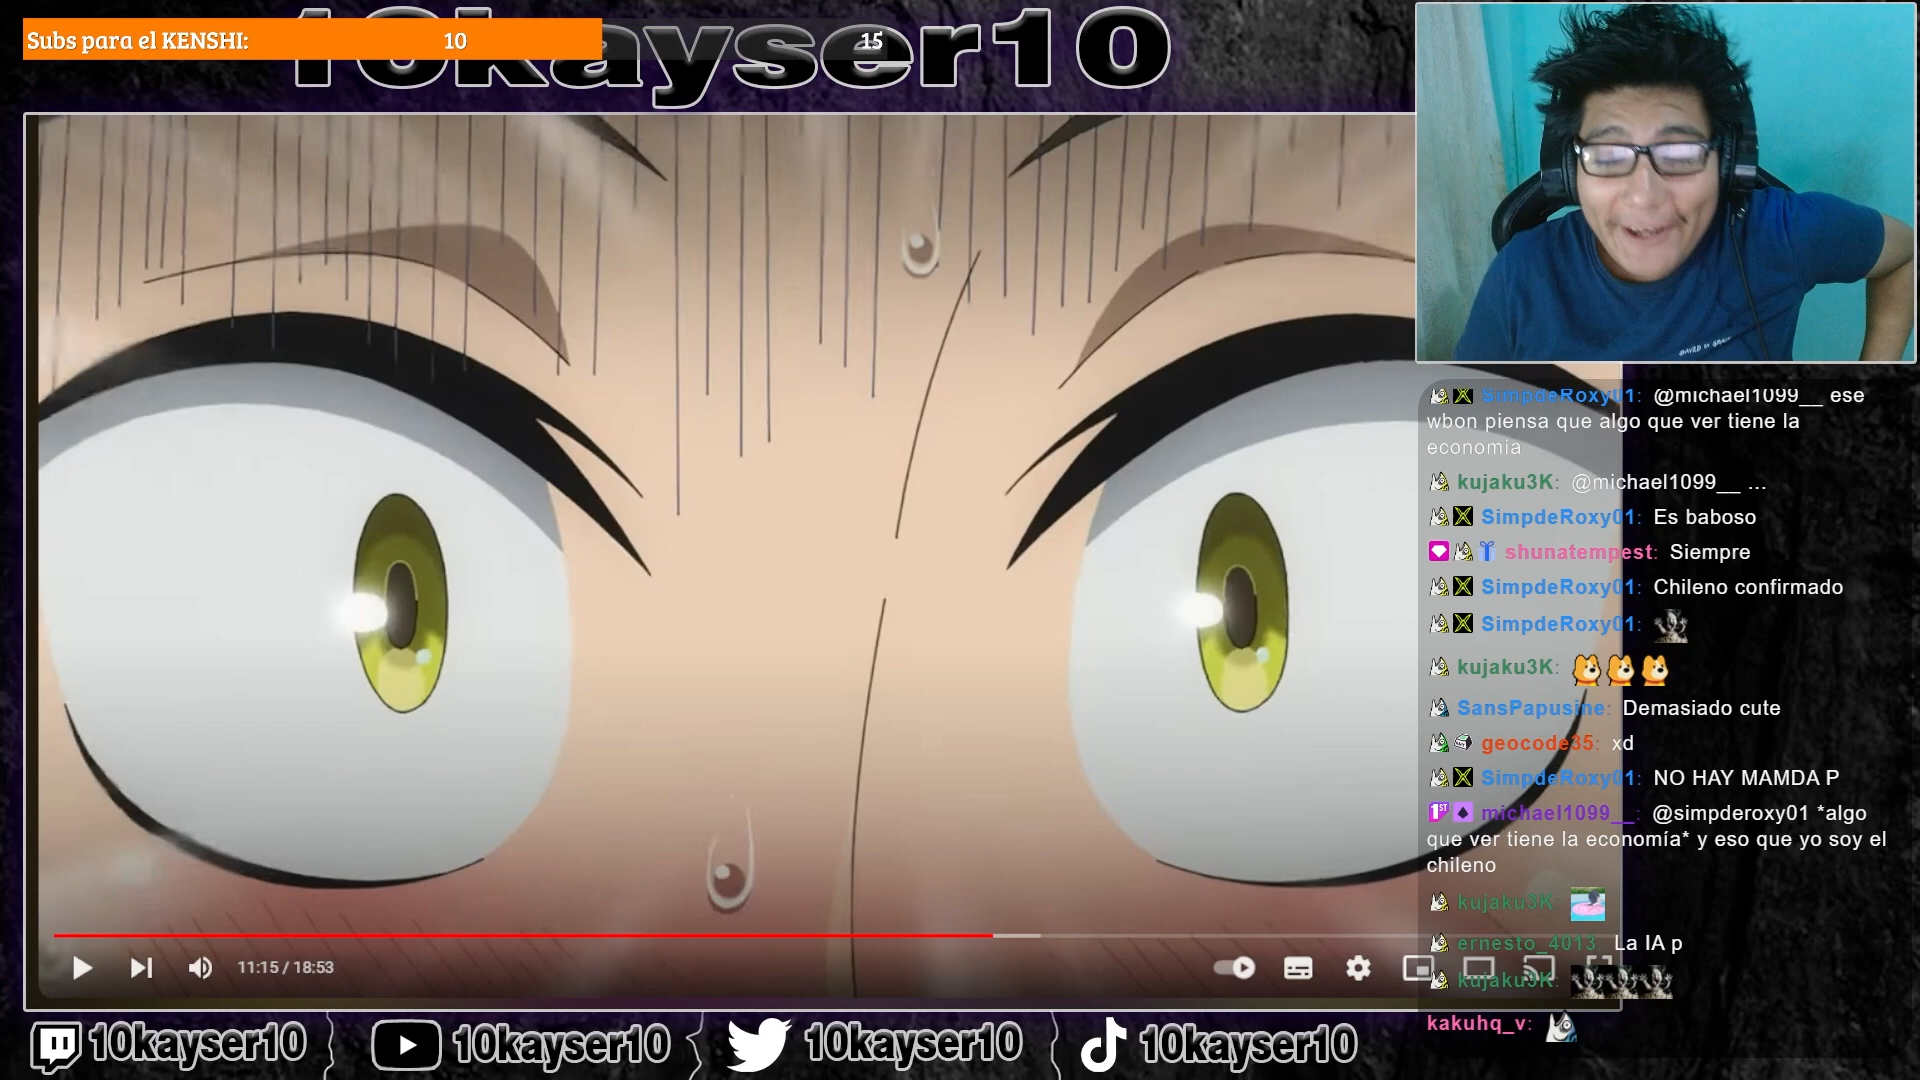 10kayser10
Subs para el KENSHI: 10 15
SimpdeRoxy01: @michael1099__ ese
wbon piensa que algo que ver tiene la
economia
kujaku3K: @michael1099__ ...
SimpdeRoxy01: Es baboso
shunatempest: Siempre
SimpdeRoxy01: Chileno confirmado
SimpdeRoxy01:
kujaku3K:
SansPapusine: Demasiado cute
geocode35: xd
SimpdeRoxy01: NO HAY MAMDA P
michael1099__: @simpderoxy01 *algo
que ver tiene la economía* y eso que yo soy el
chileno
kujaku3K:
ernesto_4013: La IA p
kujaku3K:
kakuhq_v:
11:15 / 18:53
10kayser10 10kayser10 10kayser10 10kayser10